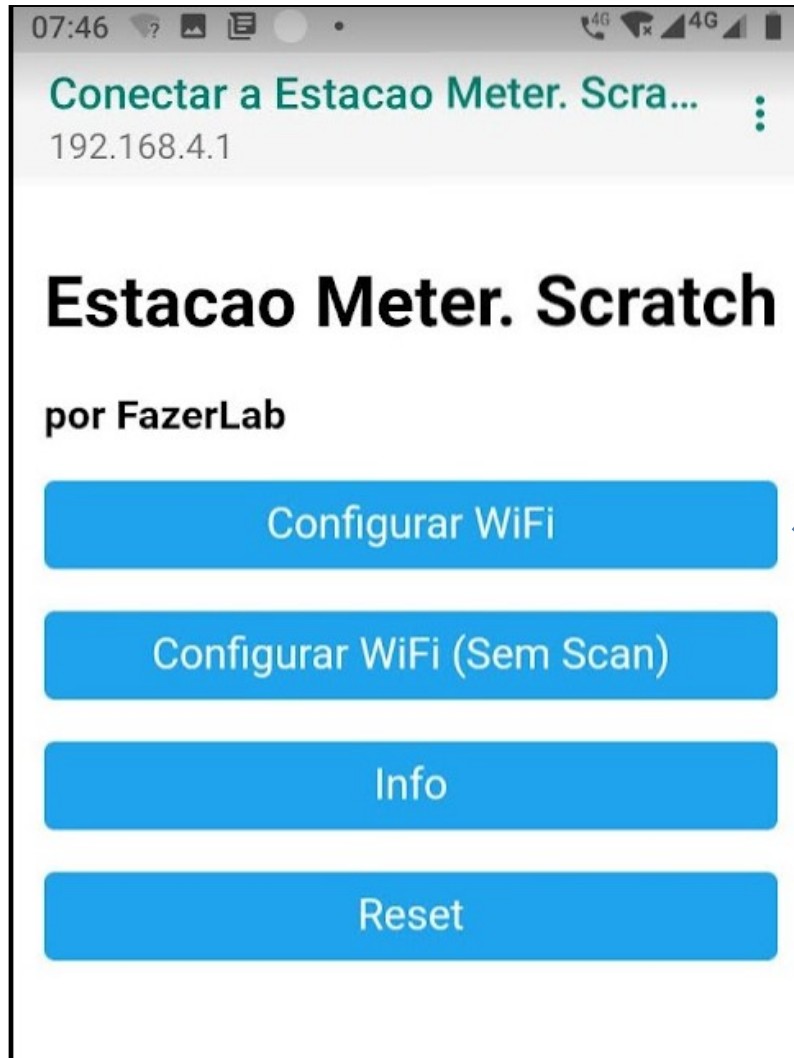 07:46 4G 4G
Conectar a Estacao Meter. Scra...
192.168.4.1
Estacao Meter. Scratch
por FazerLab
Configurar WiFi
Configurar WiFi (Sem Scan)
Info
Reset